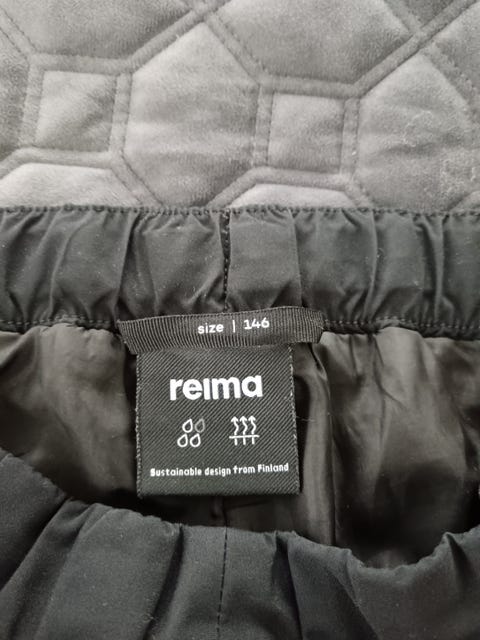 size | 146
reima
Sustainable design from Finland